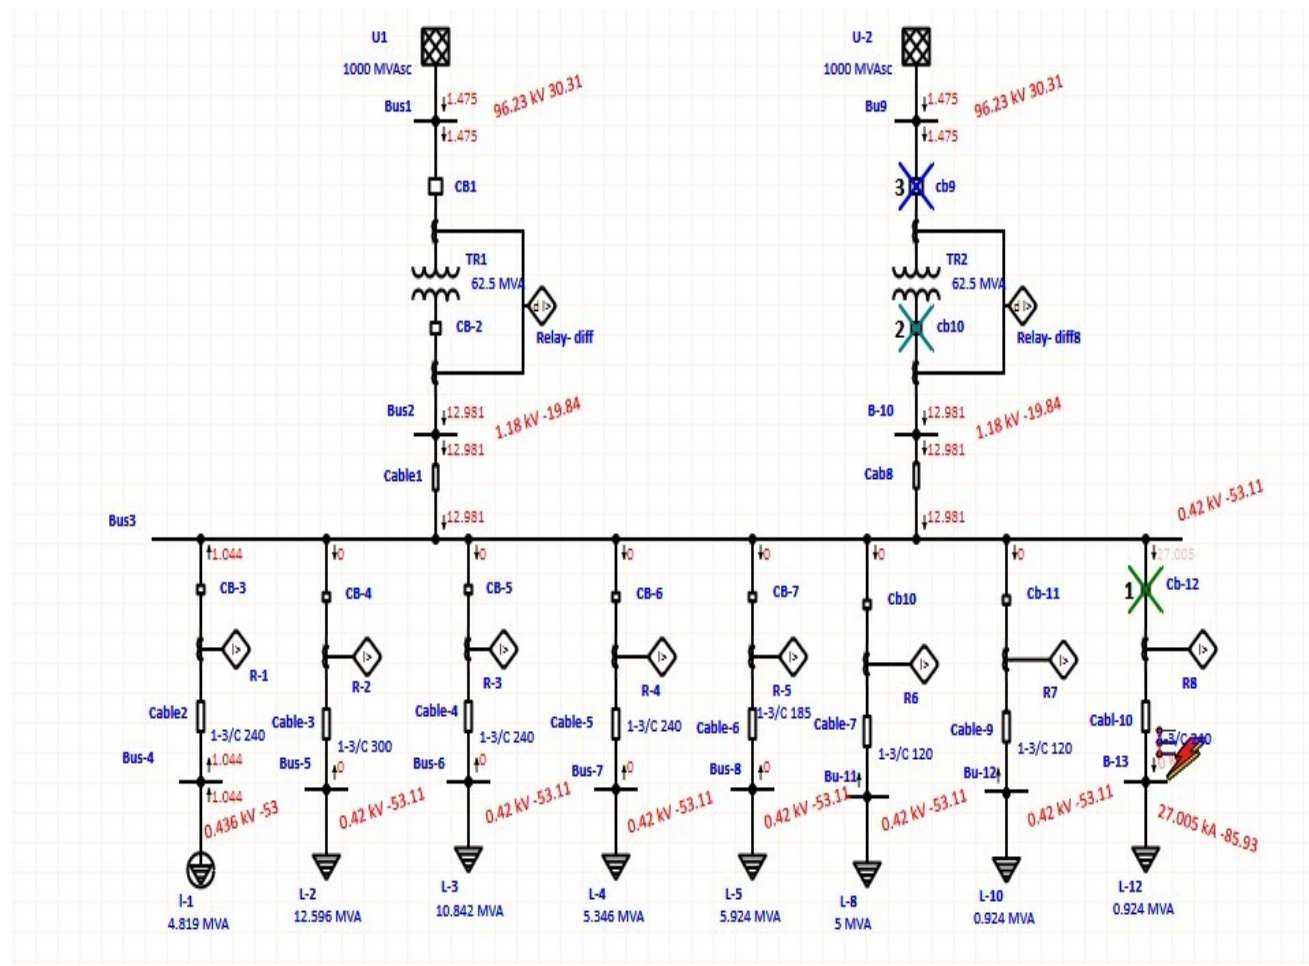 U1
U-2
1000 MVAsc
1000 MVAsc
Bus1
1.475
96.23 kV 30.31
Bu9
1.475
96.23 kV 30.31
1.475
1.475
CB1
3
cb9
TR1
62.5 MVA
TR2
62.5 MVA
CB-2
Relay- diff
2
cb10
Relay- diff8
Bus2
12.981
1.18 kV -19.84
B-10
12.981
1.18 kV -19.84
12.981
12.981
Cable1
Cab8
12.981
12.981
0.42 kV -53.11
Bus3
1.044
0
0
0
0
0
0
27.005
CB-3
CB-4
CB-5
CB-6
CB-7
Cb10
Cb-11
1
Cb-12
I>
I>
I>
I>
I>
I>
I>
I>
R-1
R-2
R-3
R-4
R-5
R6
R7
R8
Cable2
1-3/C 240
Cable-3
1-3/C 300
Cable-4
1-3/C 240
Cable-5
1-3/C 240
Cable-6
1-3/C 185
Cable-7
1-3/C 120
Cable-9
1-3/C 120
Cabl-10
1-3/C 240
Bus-4
1.044
1.044
0.436 kV -53
Bus-5
0
0.42 kV -53.11
Bus-6
0
0.42 kV -53.11
Bus-7
0
0.42 kV -53.11
Bus-8
0
0.42 kV -53.11
Bu-11
0.42 kV -53.11
Bu-12
0.42 kV -53.11
B-13
27.005 kA -85.93
l-1
4.819 MVA
L-2
12.596 MVA
L-3
10.842 MVA
L-4
5.346 MVA
L-5
5.924 MVA
L-8
5 MVA
L-10
0.924 MVA
L-12
0.924 MVA